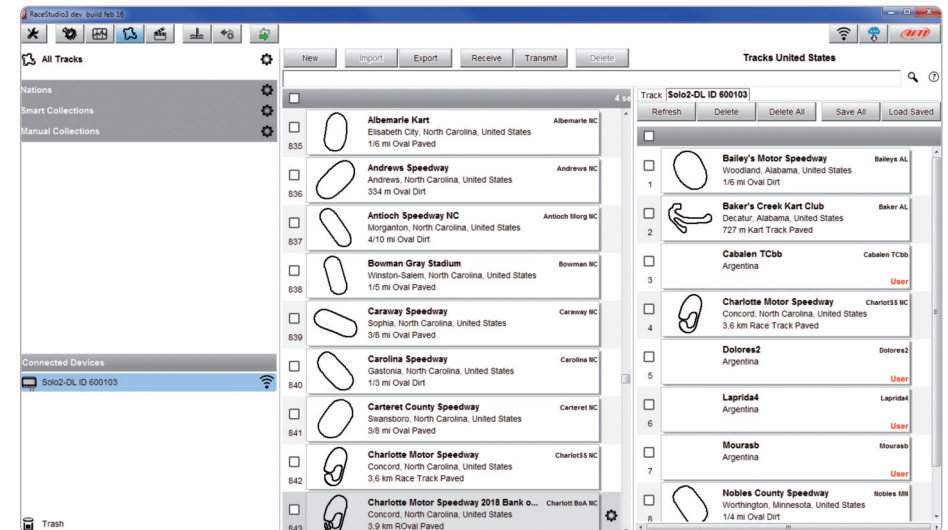 RaceStudio3 dev build feb 16
AiM
All Tracks
Nations
Smart Collections
Manual Collections
Connected Devices
Solo2-DL ID 600103
Trash
New Import Export Receive Transmit Delete
Tracks United States
4 se
835
Albemarle Kart Albemarle NC
Elisabeth City, North Carolina, United States
1/6 mi Oval Paved
836
Andrews Speedway Andrews NC
Andrews, North Carolina, United States
334 m Oval Dirt
837
Antioch Speedway NC Antioch Morg NC
Morganton, North Carolina, United States
4/10 mi Oval Dirt
838
Bowman Gray Stadium Bowman NC
Winston-Salem, North Carolina, United States
1/5 mi Oval Paved
839
Caraway Speedway Caraway NC
Sophia, North Carolina, United States
3/8 mi Oval Paved
840
Carolina Speedway Carolina NC
Gastonia, North Carolina, United States
1/3 mi Oval Dirt
841
Carteret County Speedway Carteret NC
Swansboro, North Carolina, United States
3/8 mi Oval Paved
842
Charlotte Motor Speedway CharlotSS NC
Concord, North Carolina, United States
3,6 km Race Track Paved
843
Charlotte Motor Speedway 2018 Bank o... Charlott BoA NC
Concord, North Carolina, United States
3,9 km ROval Paved
Track Solo2-DL ID 600103
Refresh Delete Delete All Save All Load Saved
1
Bailey's Motor Speedway Baileys AL
Woodland, Alabama, United States
1/6 mi Oval Dirt
2
Baker's Creek Kart Club Baker AL
Decatur, Alabama, United States
727 m Kart Track Paved
3
Cabalen TCbb Cabalen TCbb
Argentina
User
4
Charlotte Motor Speedway CharlotSS NC
Concord, North Carolina, United States
3,6 km Race Track Paved
5
Dolores2 Dolores2
Argentina
User
6
Laprida4 Laprida4
Argentina
User
7
Mourasb Mourasb
Argentina
User
8
Nobles County Speedway Nobles MN
Worthington, Minnesota, United States
1/4 mi Oval Dirt